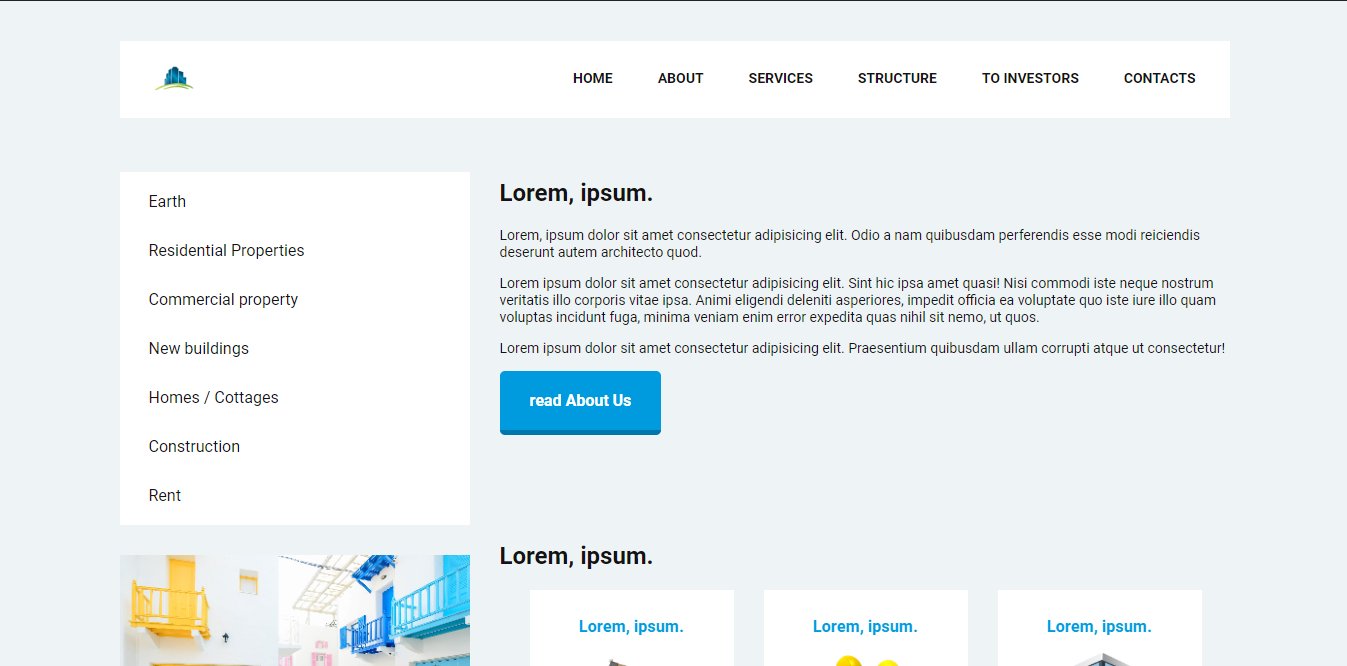 HOME ABOUT SERVICES STRUCTURE TO INVESTORS CONTACTS
Earth
Residential Properties
Commercial property
New buildings
Homes / Cottages
Construction
Rent
Lorem, ipsum.
Lorem, ipsum dolor sit amet consectetur adipisicing elit. Odio a nam quibusdam perferendis esse modi reiciendis
deserunt autem architecto quod.
Lorem ipsum dolor sit amet consectetur adipisicing elit. Sint hic ipsa amet quasi! Nisi commodi iste neque nostrum
veritatis illo corporis vitae ipsa. Animi eligendi deleniti asperiores, impedit officia ea voluptate quo iste iure illo quam
voluptas incidunt fuga, minima veniam enim error expedita quas nihil sit nemo, ut quos.
Lorem ipsum dolor sit amet consectetur adipisicing elit. Praesentium quibusdam ullam corrupti atque ut consectetur!
read About Us
Lorem, ipsum.
Lorem, ipsum. Lorem, ipsum. Lorem, ipsum.